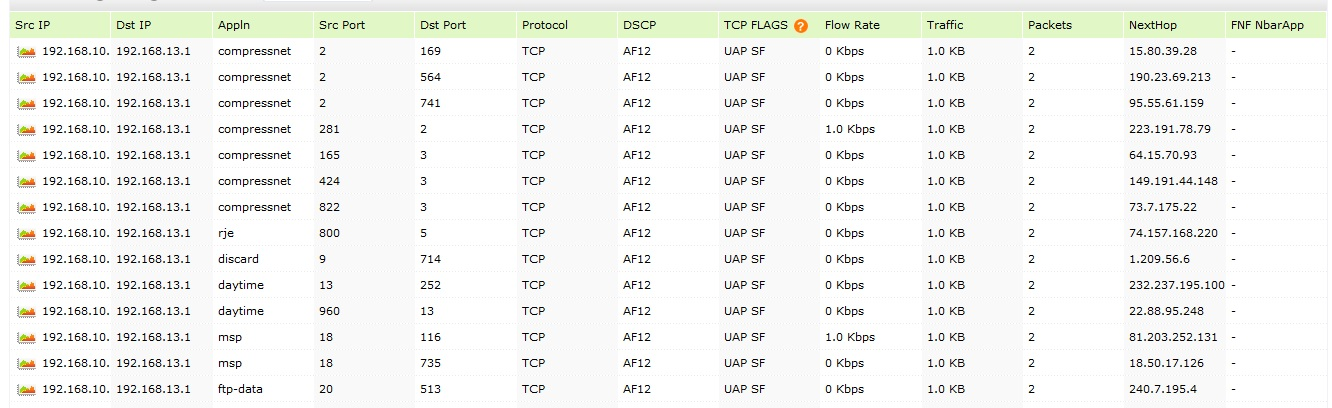 Src IP Dst IP Appln Src Port Dst Port Protocol DSCP TCP FLAGS ? Flow Rate Traffic Packets NextHop FNF NbarApp
192.168.10. 192.168.13.1 compressnet 2 169 TCP AF12 UAP SF 0 Kbps 1.0 KB 2 15.80.39.28 -
192.168.10. 192.168.13.1 compressnet 2 564 TCP AF12 UAP SF 0 Kbps 1.0 KB 2 190.23.69.213 -
192.168.10. 192.168.13.1 compressnet 2 741 TCP AF12 UAP SF 0 Kbps 1.0 KB 2 95.55.61.159 -
192.168.10. 192.168.13.1 compressnet 281 2 TCP AF12 UAP SF 1.0 Kbps 1.0 KB 2 223.191.78.79 -
192.168.10. 192.168.13.1 compressnet 165 3 TCP AF12 UAP SF 0 Kbps 1.0 KB 2 64.15.70.93 -
192.168.10. 192.168.13.1 compressnet 424 3 TCP AF12 UAP SF 0 Kbps 1.0 KB 2 149.191.44.148 -
192.168.10. 192.168.13.1 compressnet 822 3 TCP AF12 UAP SF 0 Kbps 1.0 KB 2 73.7.175.22 -
192.168.10. 192.168.13.1 rje 800 5 TCP AF12 UAP SF 0 Kbps 1.0 KB 2 74.157.168.220 -
192.168.10. 192.168.13.1 discard 9 714 TCP AF12 UAP SF 0 Kbps 1.0 KB 2 1.209.56.6 -
192.168.10. 192.168.13.1 daytime 13 252 TCP AF12 UAP SF 0 Kbps 1.0 KB 2 232.237.195.100 -
192.168.10. 192.168.13.1 daytime 960 13 TCP AF12 UAP SF 0 Kbps 1.0 KB 2 22.88.95.248 -
192.168.10. 192.168.13.1 msp 18 116 TCP AF12 UAP SF 1.0 Kbps 1.0 KB 2 81.203.252.131 -
192.168.10. 192.168.13.1 msp 18 735 TCP AF12 UAP SF 0 Kbps 1.0 KB 2 18.50.17.126 -
192.168.10. 192.168.13.1 ftp-data 20 513 TCP AF12 UAP SF 0 Kbps 1.0 KB 2 240.7.195.4 -